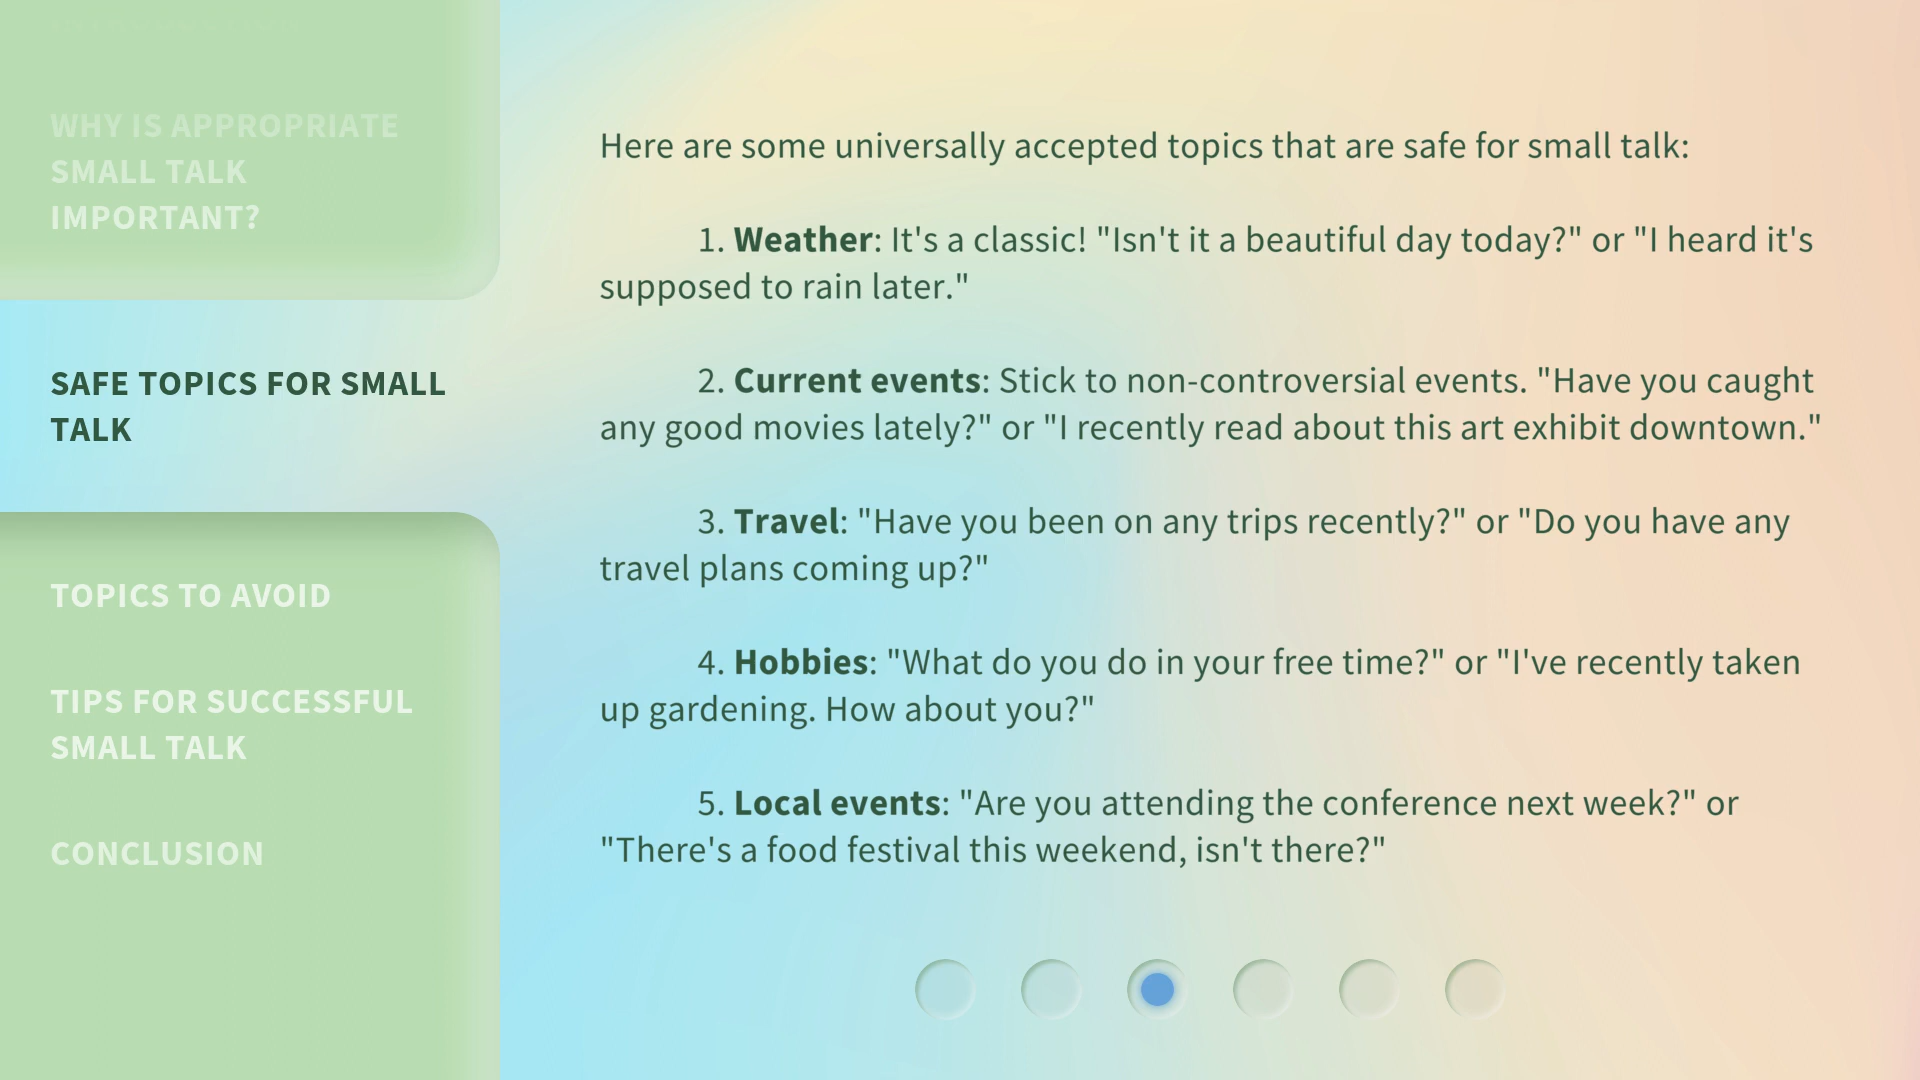 WHY IS APPROPRIATE
SMALL TALK
IMPORTANT?
SAFE TOPICS FOR SMALL
TALK
TOPICS TO AVOID
TIPS FOR SUCCESSFUL
SMALL TALK
CONCLUSION
Here are some universally accepted topics that are safe for small talk:
1. Weather: It's a classic! "Isn't it a beautiful day today?" or "I heard it's
supposed to rain later."
2. Current events: Stick to non-controversial events. "Have you caught
any good movies lately?" or "I recently read about this art exhibit downtown."
3. Travel: "Have you been on any trips recently?" or "Do you have any
travel plans coming up?"
4. Hobbies: "What do you do in your free time?" or "I've recently taken
up gardening. How about you?"
5. Local events: "Are you attending the conference next week?" or
"There's a food festival this weekend, isn't there?"